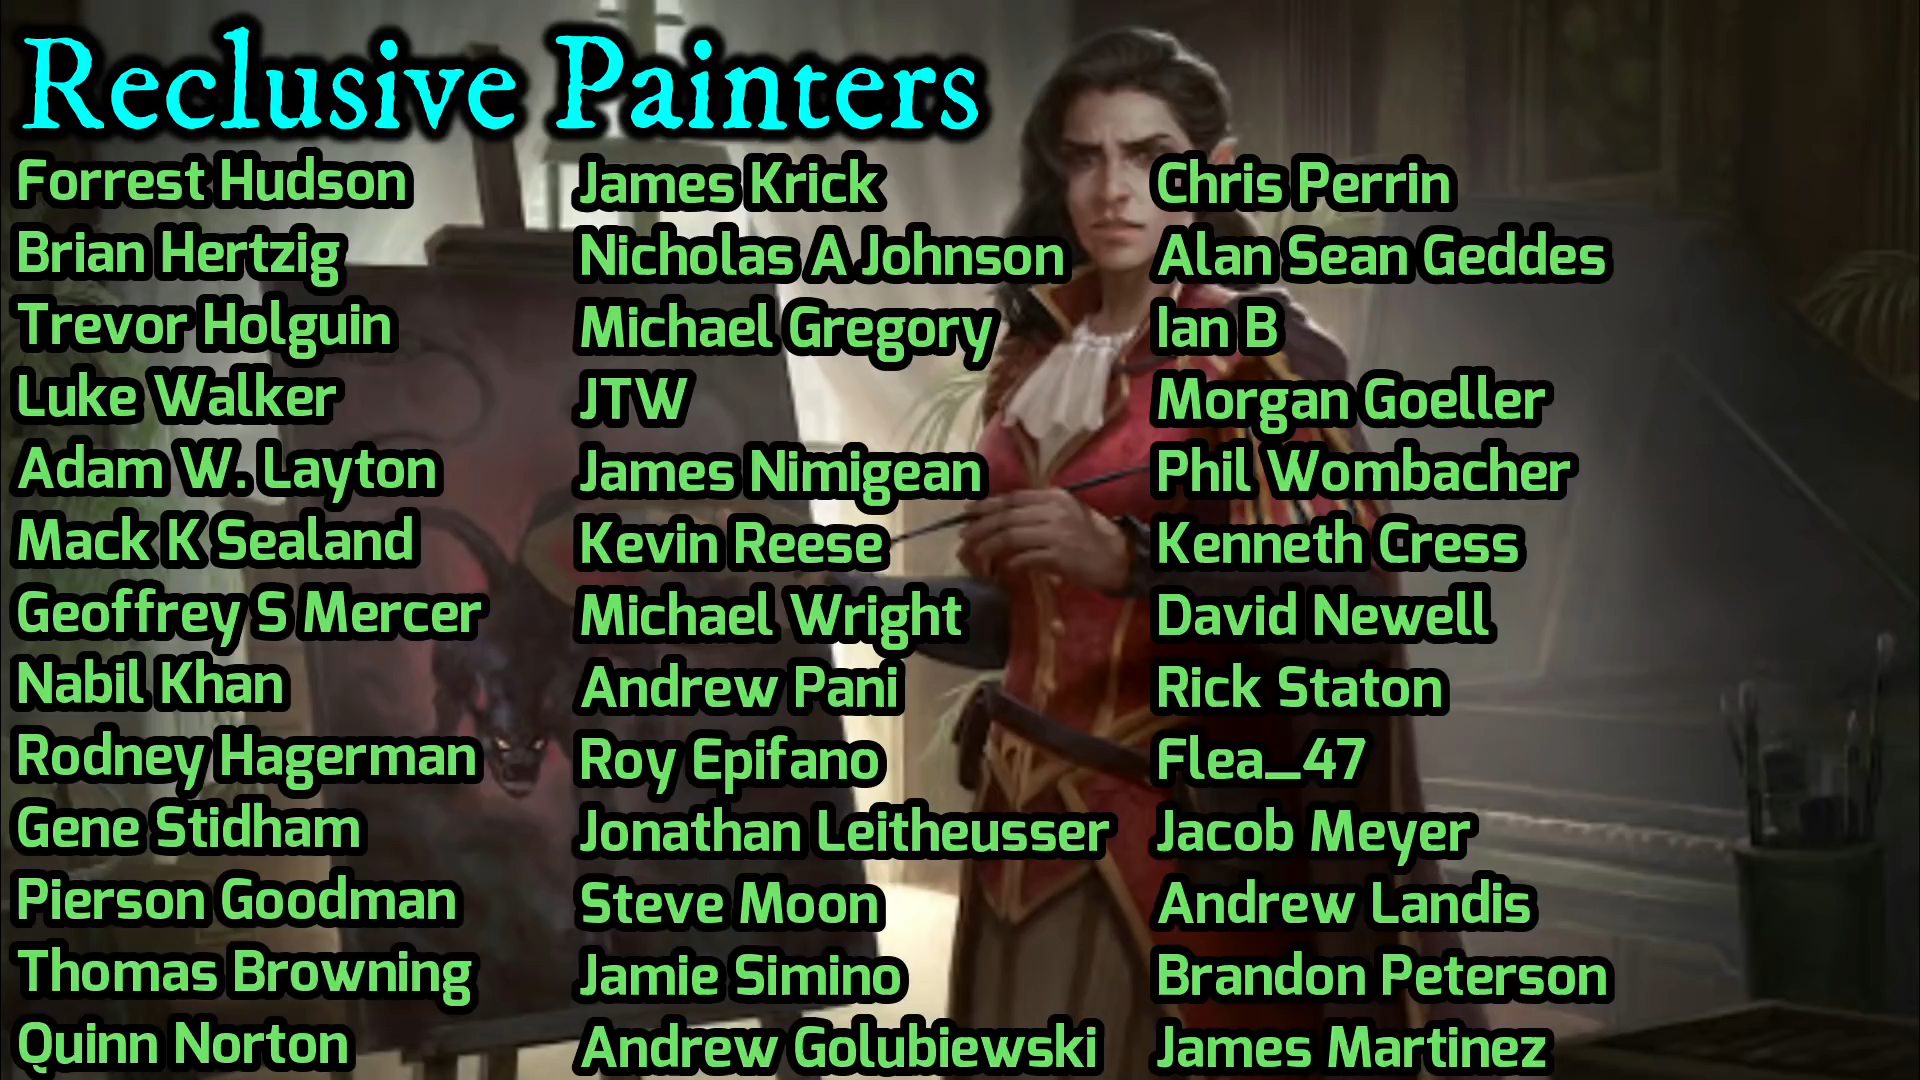 Reclusive Painters
Forrest Hudson
Brian Hertzig
Trevor Holguin
Luke Walker
Adam W. Layton
Mack K Sealand
Geoffrey S Mercer
Nabil Khan
Rodney Hagerman
Gene Stidham
Pierson Goodman
Thomas Browning
Quinn Norton
James Krick
Nicholas A Johnson
Michael Gregory
JTW
James Nimigean
Kevin Reese
Michael Wright
Andrew Pani
Roy Epifano
Jonathan Leitheusser
Steve Moon
Jamie Simino
Andrew Golubiewski
Chris Perrin
Alan Sean Geddes
Ian B
Morgan Goeller
Phil Wombacher
Kenneth Cress
David Newell
Rick Staton
Flea_47
Jacob Meyer
Andrew Landis
Brandon Peterson
James Martinez